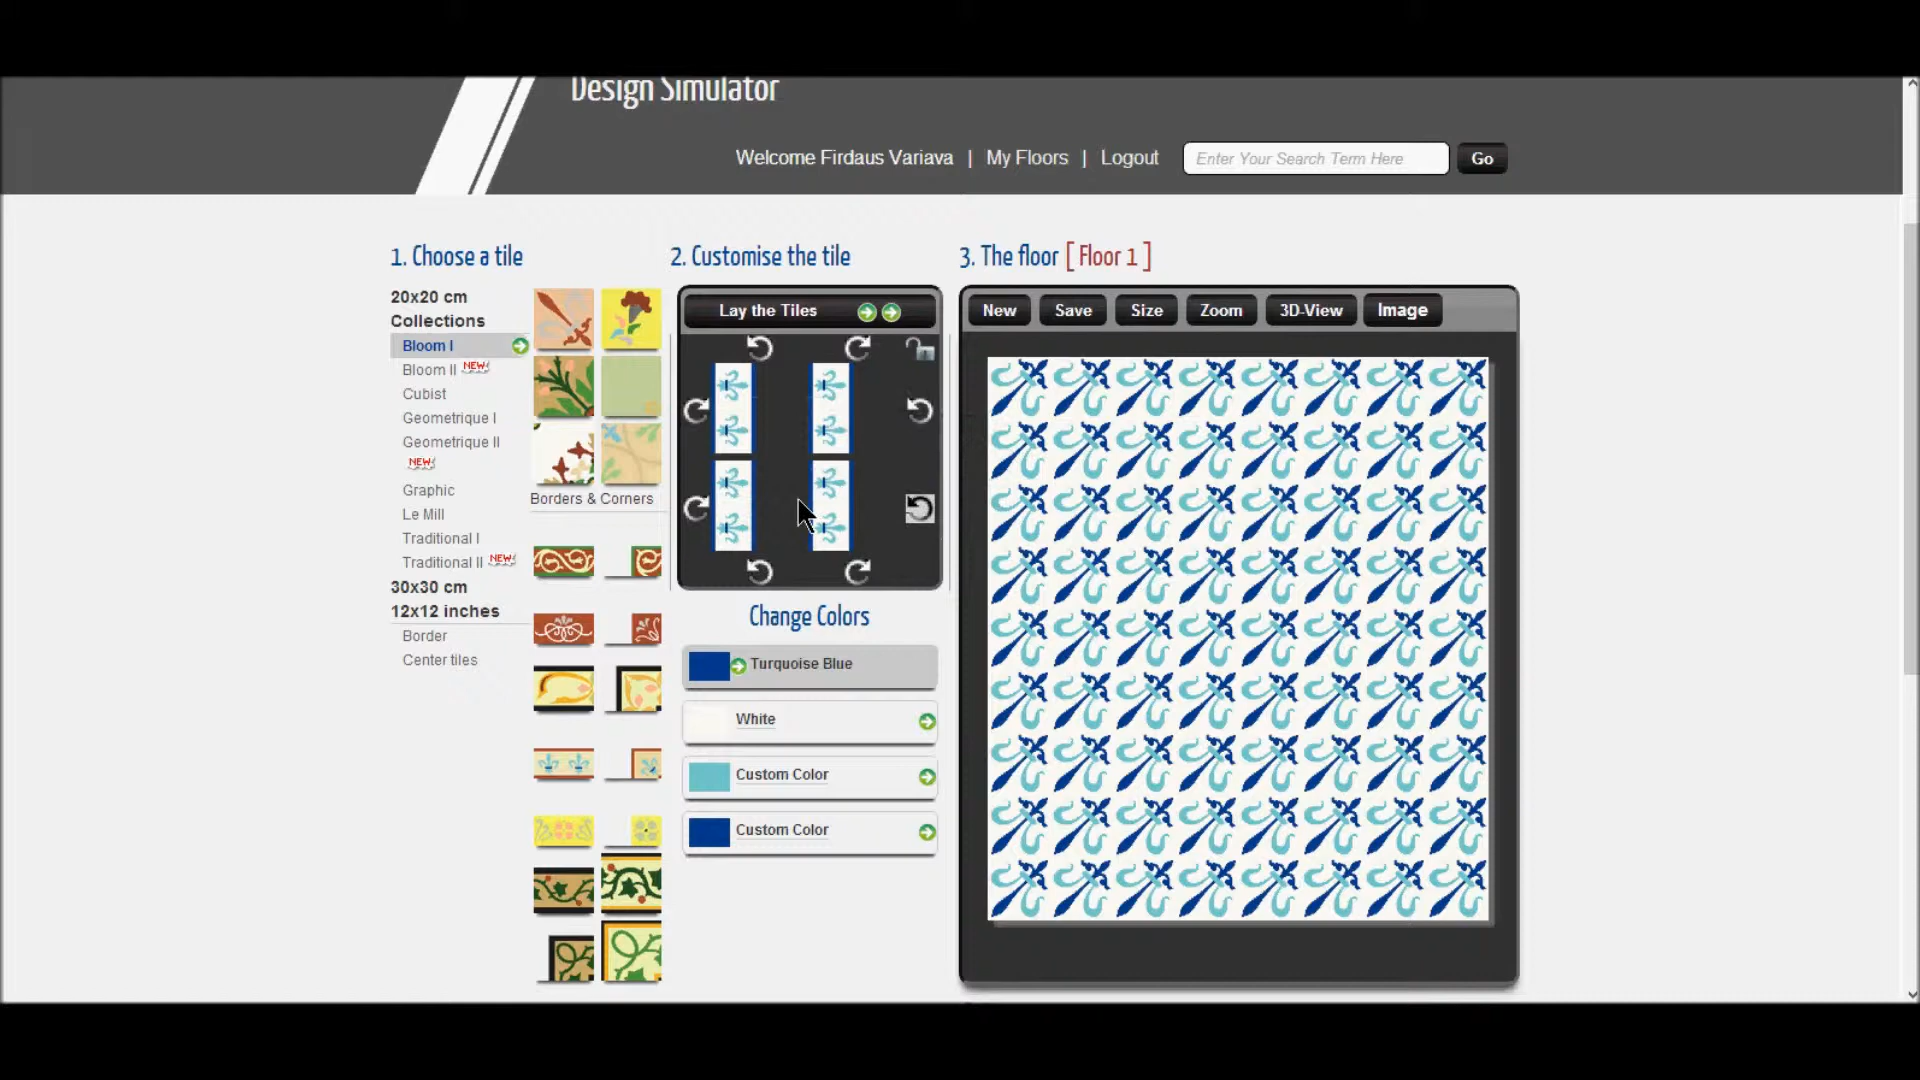 Design Simulator
Welcome Firdaus Variava | My Floors | Logout
Enter Your Search Term Here
Go
1. Choose a tile
20x20 cm
Collections
Bloom I
Bloom II NEW
Cubist
Geometrique I
Geometrique II
NEW
Graphic
Le Mill
Traditional I
Traditional II NEW
30x30 cm
12x12 inches
Border
Center tiles
Borders & Corners
2. Customise the tile
Lay the Tiles
Change Colors
Turquoise Blue
White
Custom Color
Custom Color
3. The floor [ Floor 1 ]
New
Save
Size
Zoom
3D-View
Image